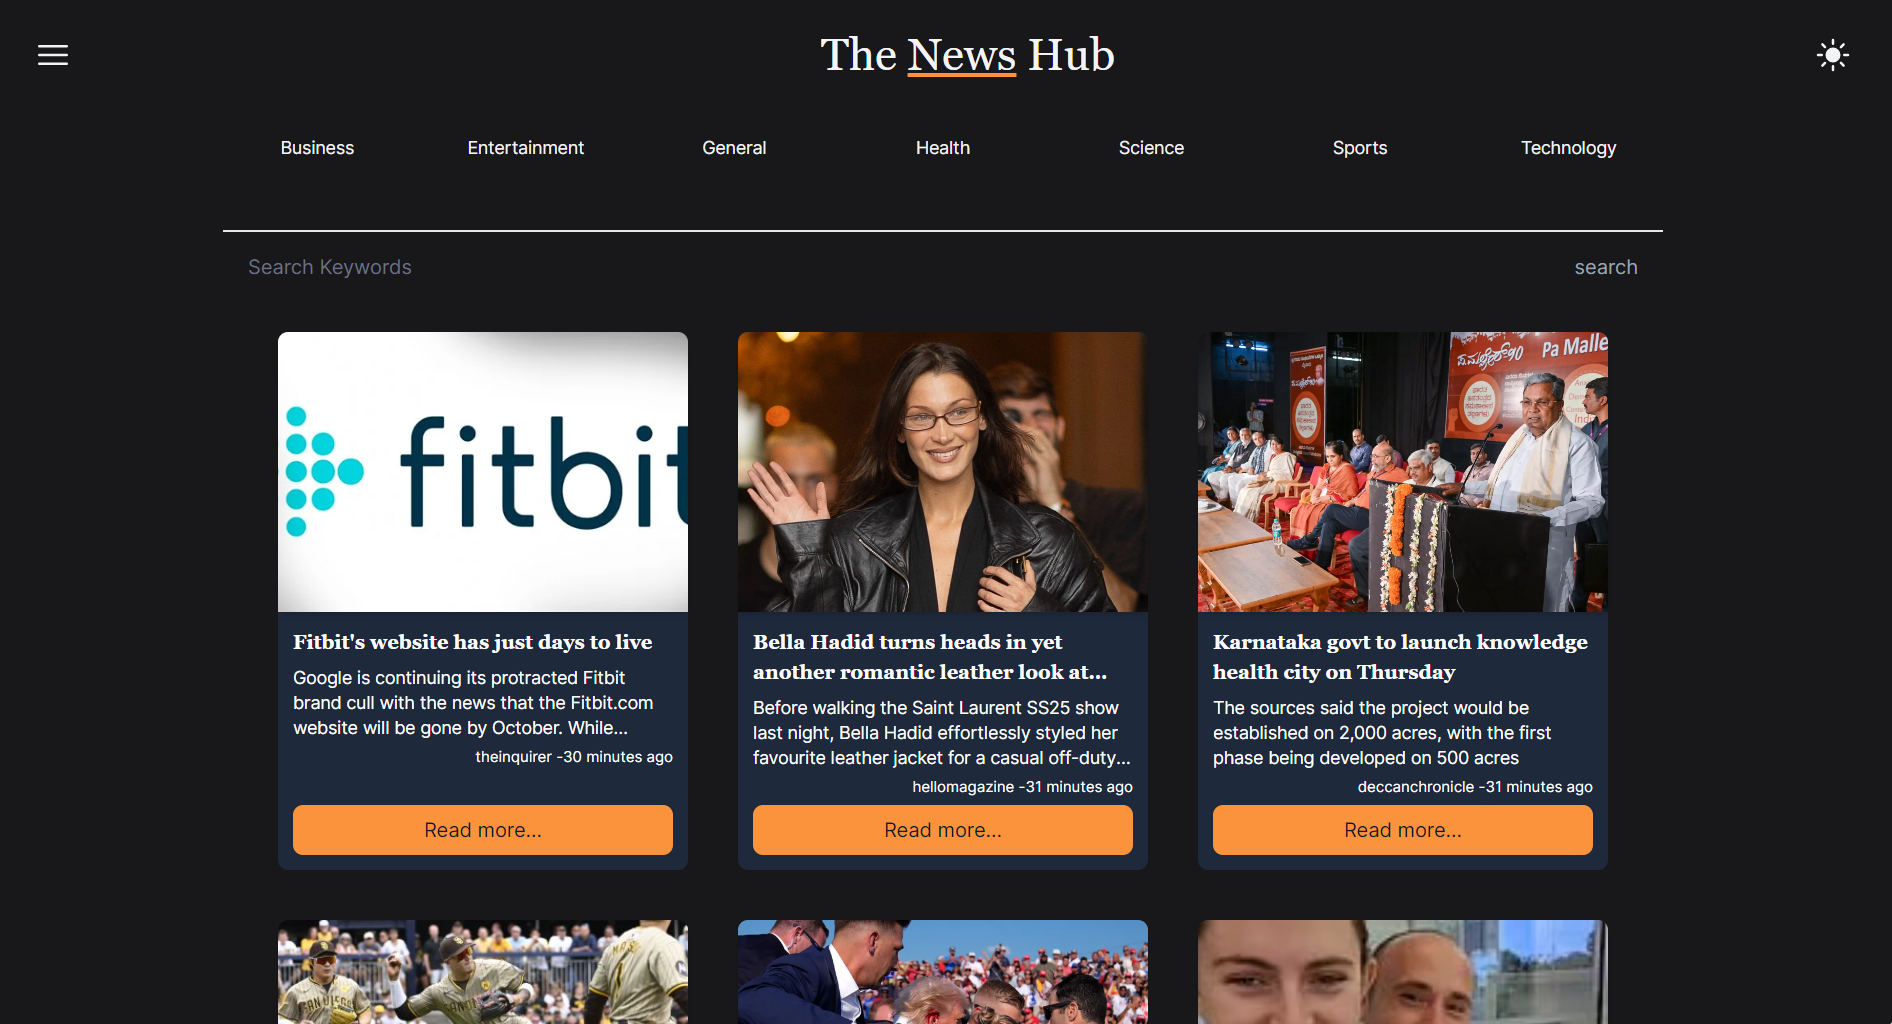 The News Hub
Business
Entertainment
General
Health
Science
Sports
Technology
Search Keywords
search
fitbit
Fitbit's website has just days to live
Google is continuing its protracted Fitbit
brand cull with the news that the Fitbit.com
website will be gone by October. While...
theinquirer -30 minutes ago
Read more...
Bella Hadid turns heads in yet
another romantic leather look at...
Before walking the Saint Laurent SS25 show
last night, Bella Hadid effortlessly styled her
favourite leather jacket for a casual off-duty...
hellomagazine -31 minutes ago
Read more...
Pa Malle
Karnataka govt to launch knowledge
health city on Thursday
The sources said the project would be
established on 2,000 acres, with the first
phase being developed on 500 acres
deccanchronicle -31 minutes ago
Read more...